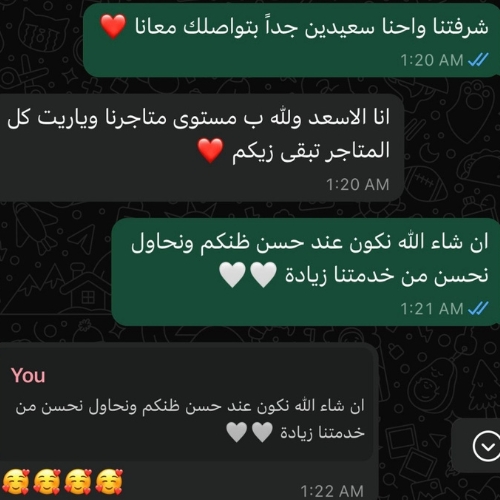 شرفتنا واحنا سعيدين جداً بتواصلك معانا ❤️
1:20 AM
انا الاسعد ولله ب مستوى متاجرنا وياريت كل
المتاجر تبقى زيكم ❤️
1:20 AM
ان شاء الله نكون عند حسن ظنكم ونحاول
نحسن من خدمتنا زيادة 🤍🤍
1:21 AM
You
ان شاء الله نكون عند حسن ظنكم ونحاول نحسن من
خدمتنا زيادة 🤍🤍
🥰🥰🥰🥰
1:22 AM